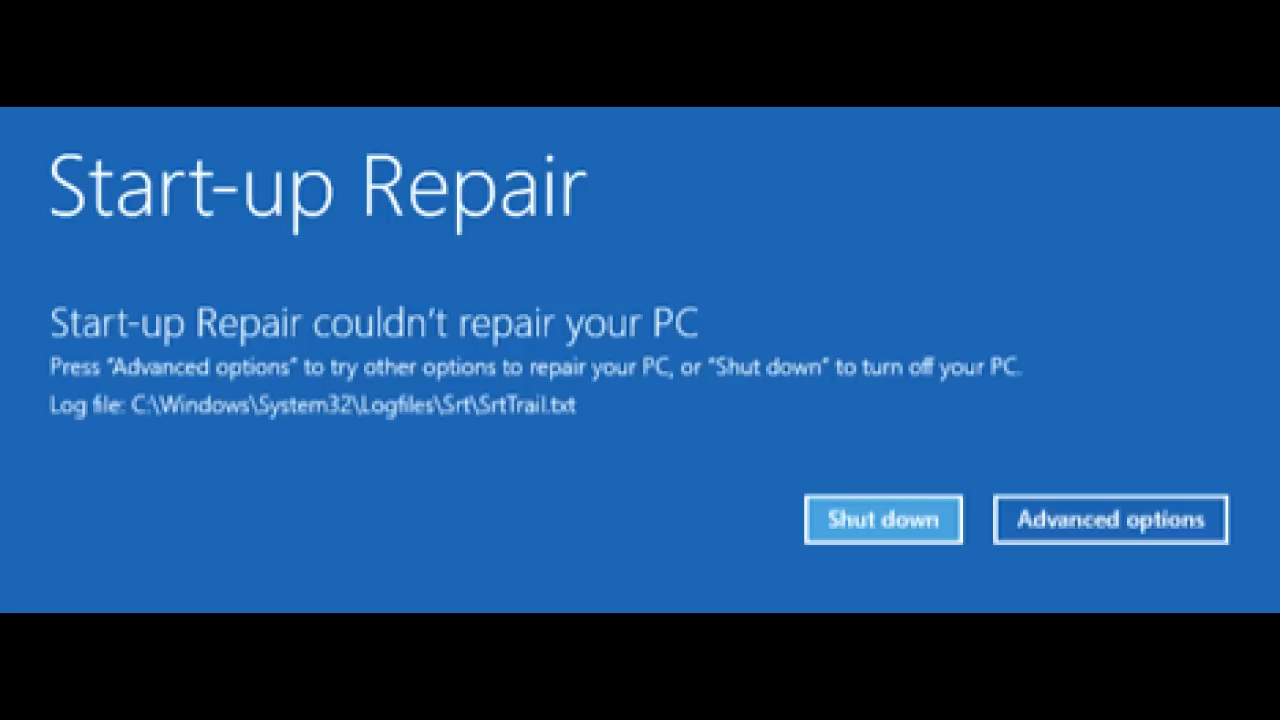 Start-up Repair
Start-up Repair couldn't repair your PC
Press "Advanced options" to try other options to repair your PC, or "Shut down" to turn off your PC.
Log file: C:\Windows\System32\Logfiles\Srt\SrtTrail.txt
Shut down
Advanced options